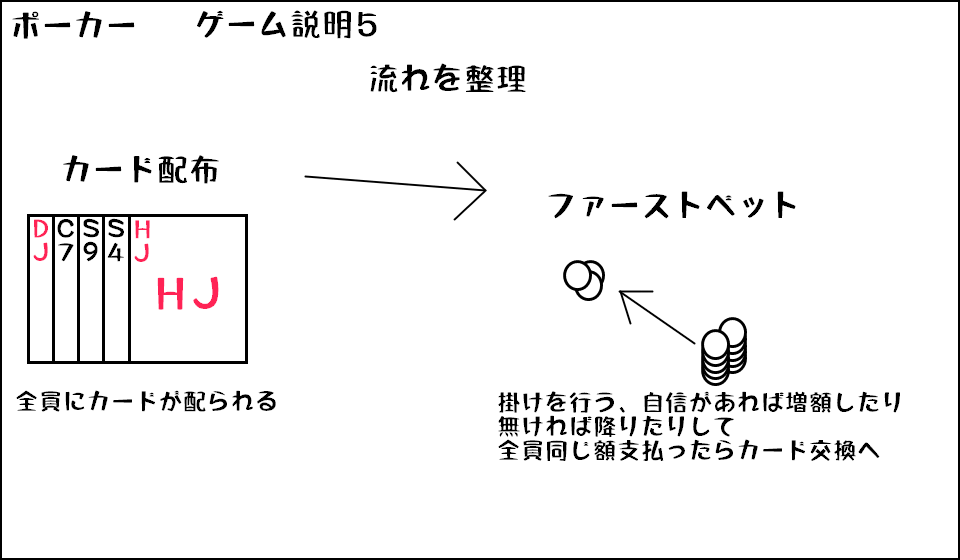 ポーカー　ゲーム説明5
流れを整理
カード配布
ファーストベット
D C S S H
J 7 9 4 J
HJ
全員にカードが配られる
掛けを行う、自信があれば増額したり
無ければ降りたりして
全員同じ額支払ったらカード交換へ